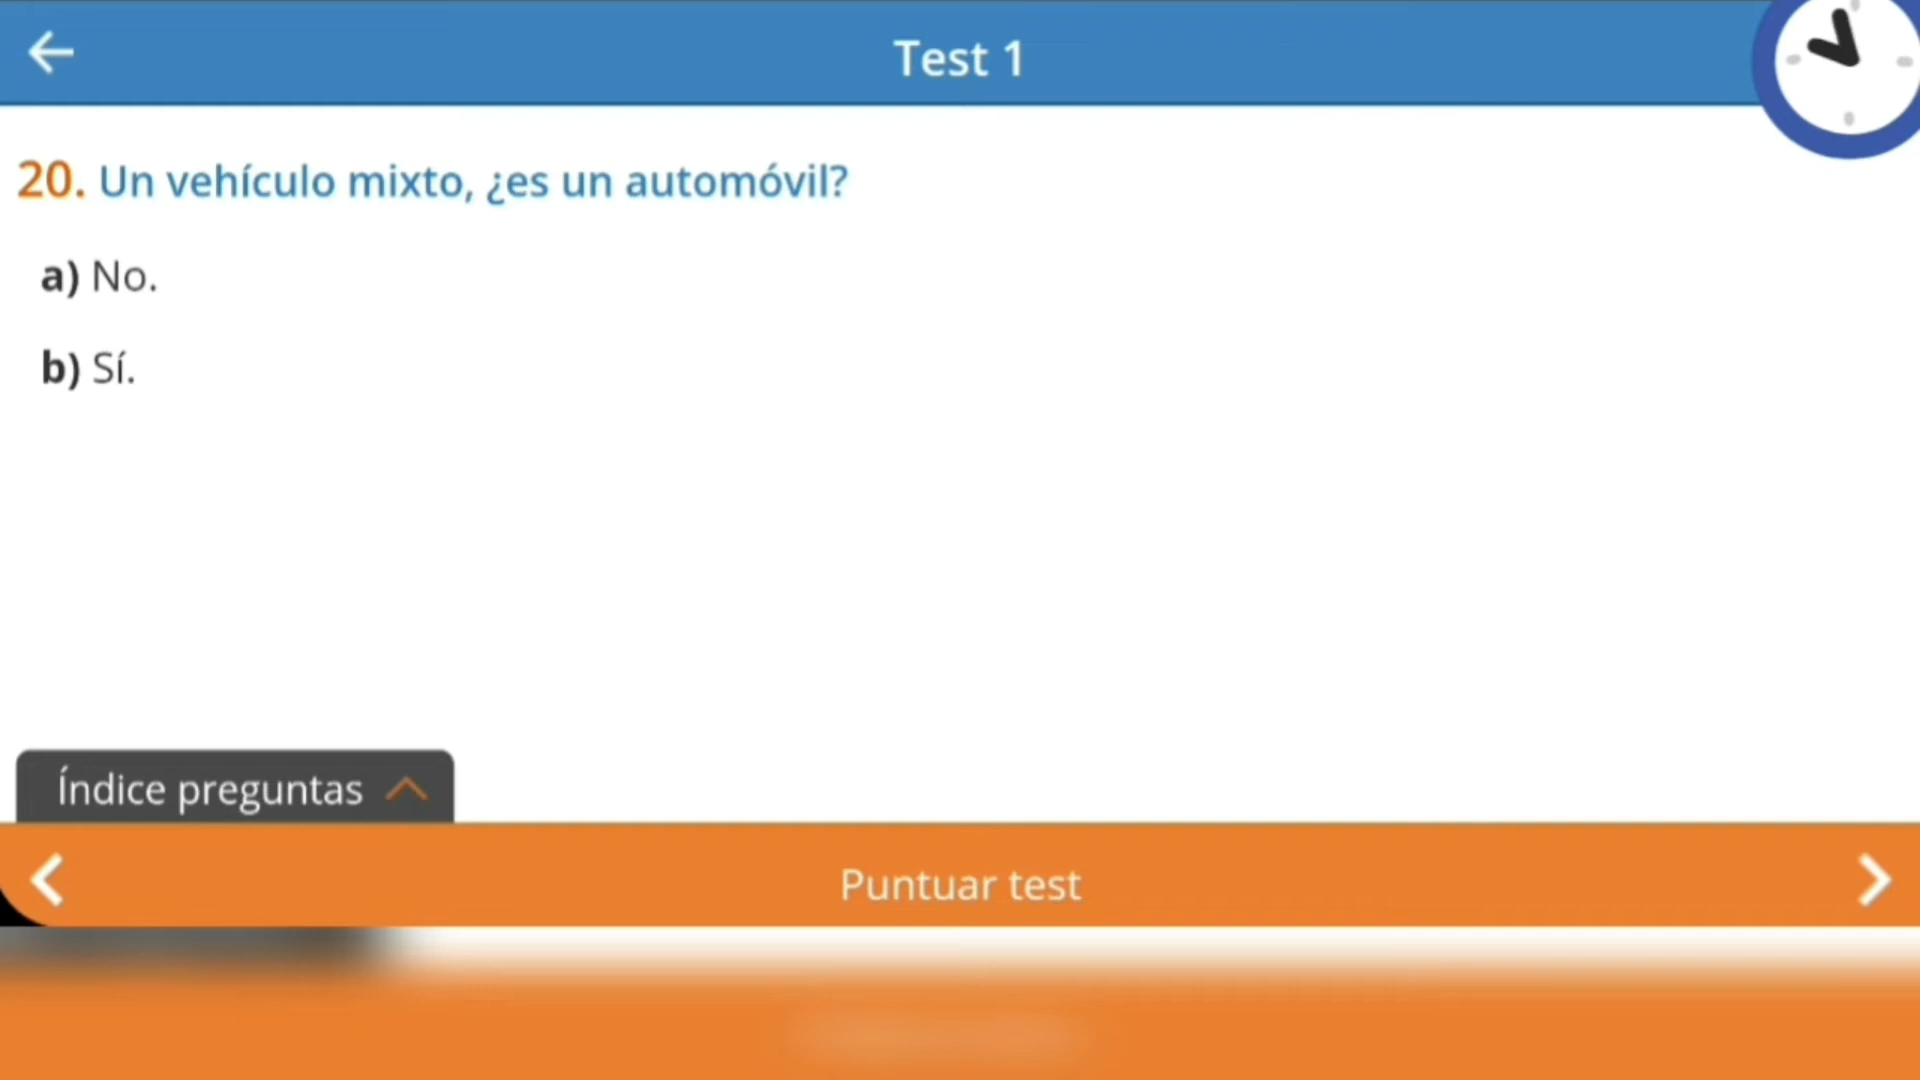 Test 1
20. Un vehículo mixto, ¿es un automóvil?
a) No.
b) Sí.
Índice preguntas
Puntuar test